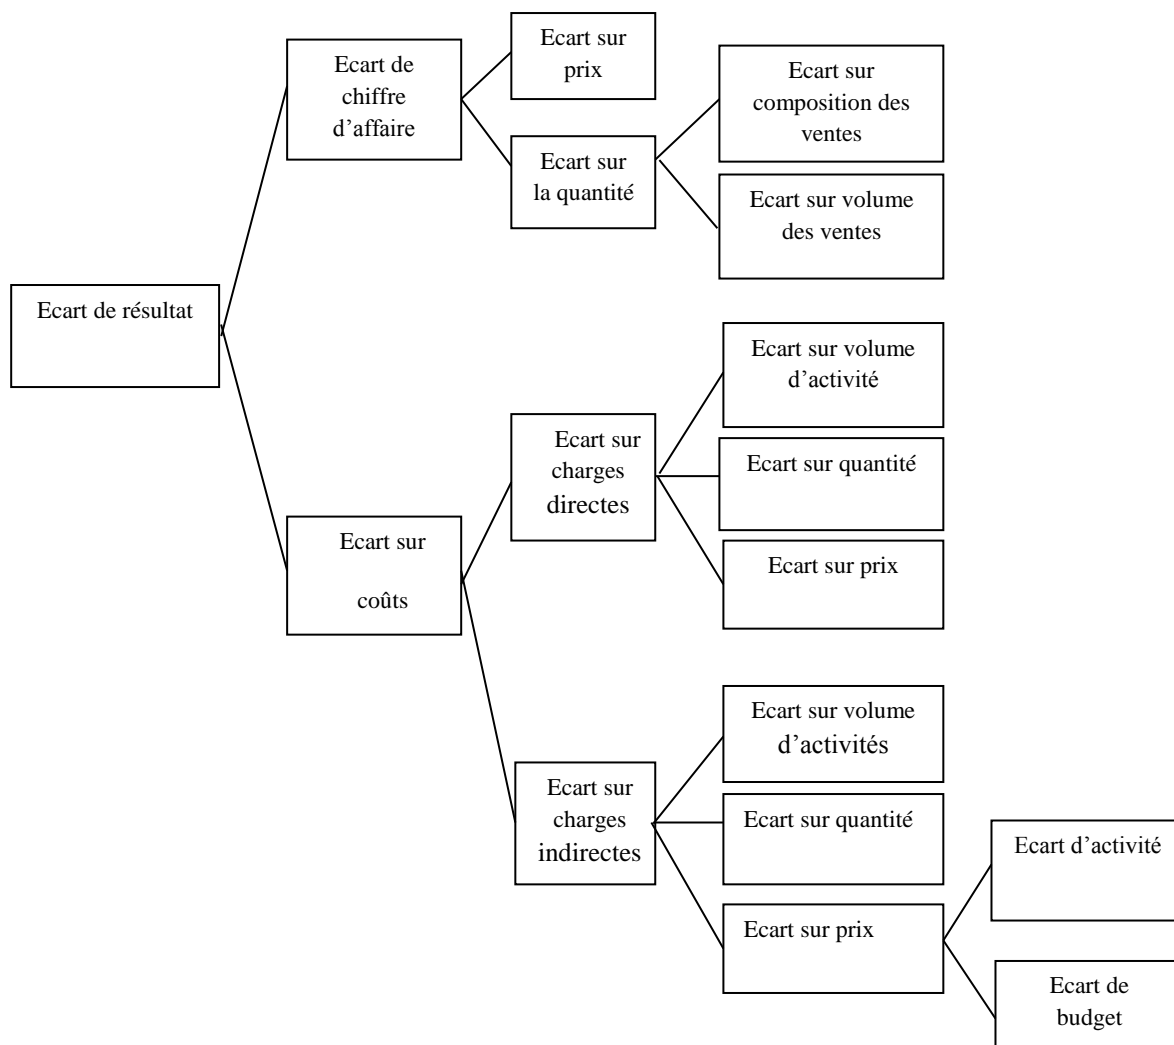 Ecart de résultat
Ecart de
chiffre
d’affaire
Ecart sur
prix
Ecart sur
la quantité
Ecart sur
composition des
ventes
Ecart sur volume
des ventes
Ecart sur
coûts
Ecart sur
charges
directes
Ecart sur volume
d’activité
Ecart sur quantité
Ecart sur prix
Ecart sur
charges
indirectes
Ecart sur volume
d’activités
Ecart sur quantité
Ecart sur prix
Ecart d’activité
Ecart de
budget